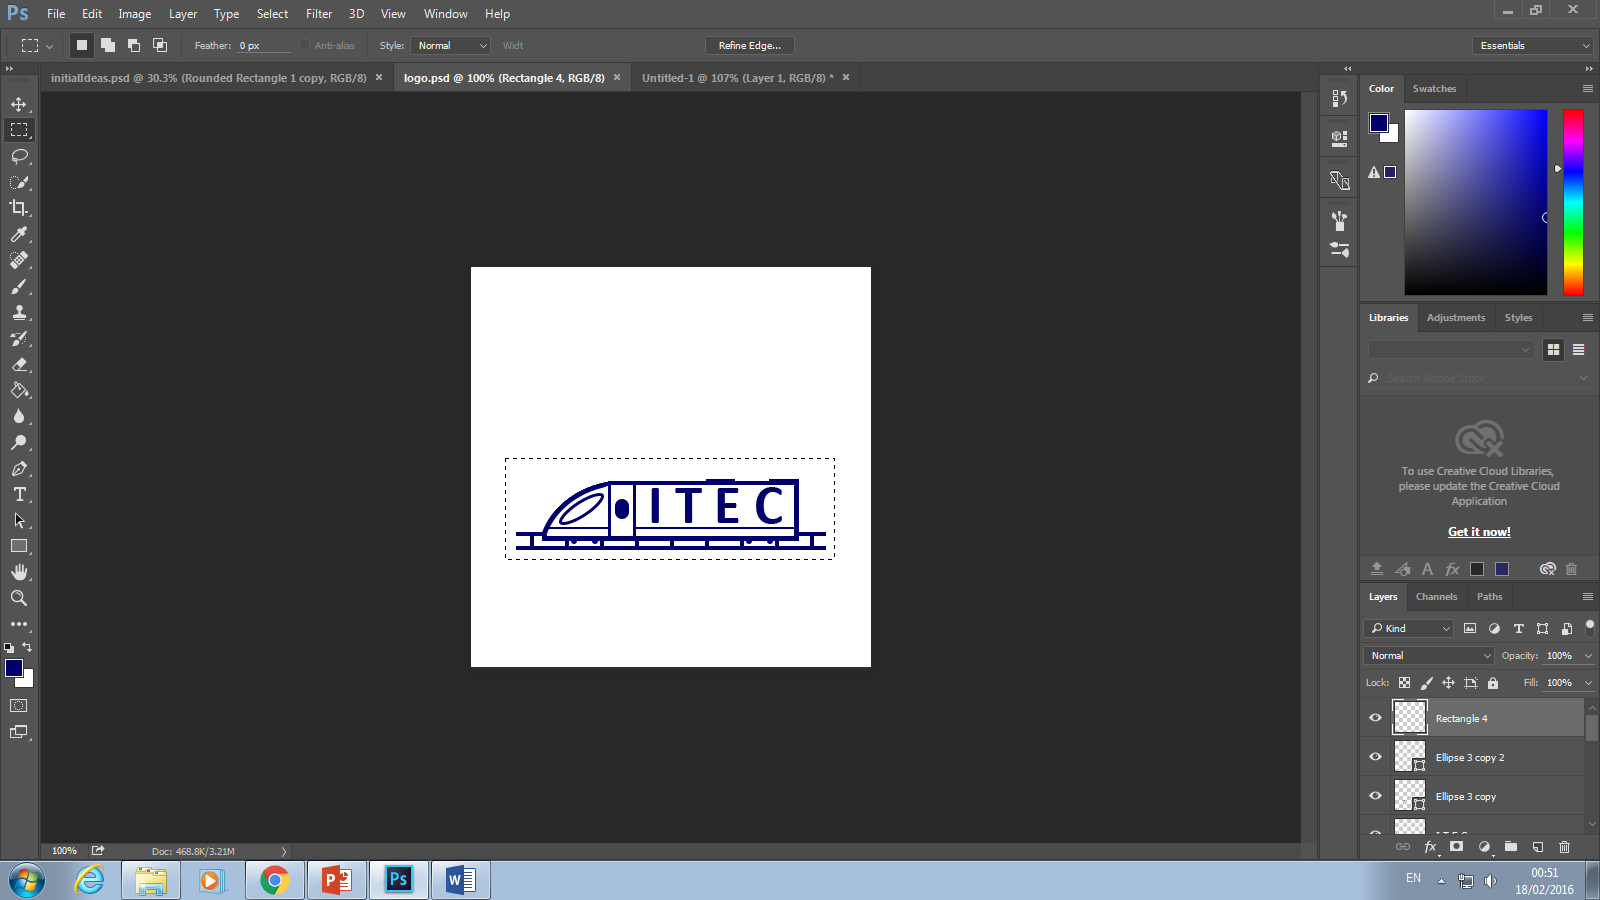 Ps File Edit Image Layer Type Select Filter 3D View Window Help
Feather: 0 px Anti-alias Style: Normal Widt Refine Edge... Essentials
initialIdeas.psd @ 30.3% (Rounded Rectangle 1 copy, RGB/8) × logo.psd @ 100% (Rectangle 4, RGB/8) × Untitled-1 @ 107% (Layer 1, RGB/8) * ×
Color Swatches
Libraries Adjustments Styles
Search Adobe Stock
To use Creative Cloud Libraries,
please update the Creative Cloud
Application
Get it now!
ITEC
Layers Channels Paths
Kind
Normal Opacity: 100%
Lock: Fill: 100%
Rectangle 4
Ellipse 3 copy 2
Ellipse 3 copy
100% Doc: 468.8K/3.21M
Ps
EN 00:51
18/02/2016